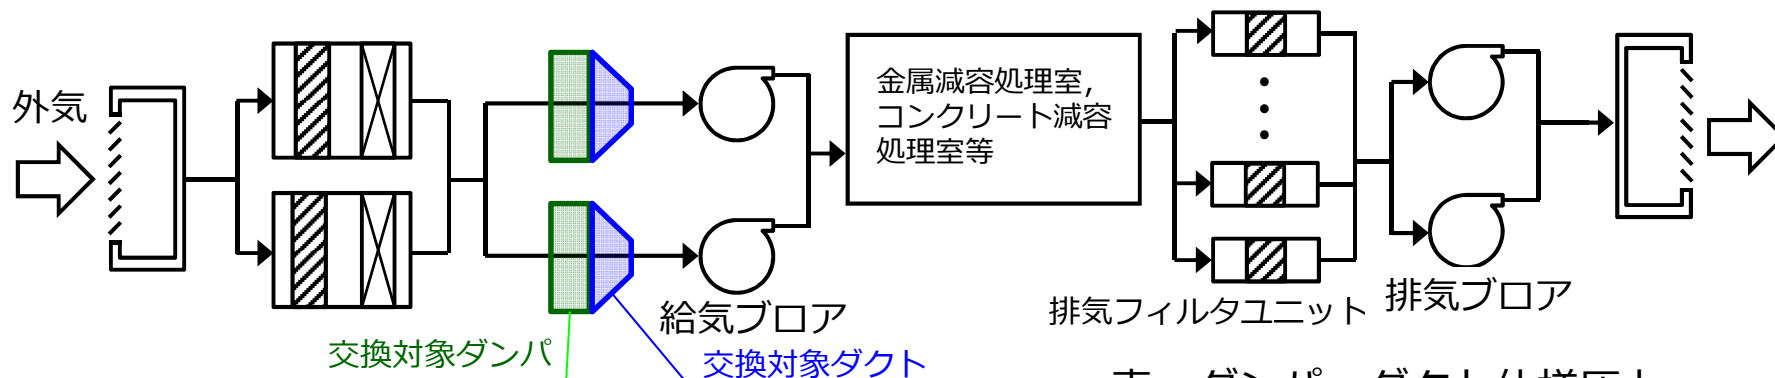 外気
金属減容処理室,
コンクリート減容
処理室等
給気ブロア
排気フィルタユニット
排気ブロア
交換対象ダンパ
交換対象ダクト